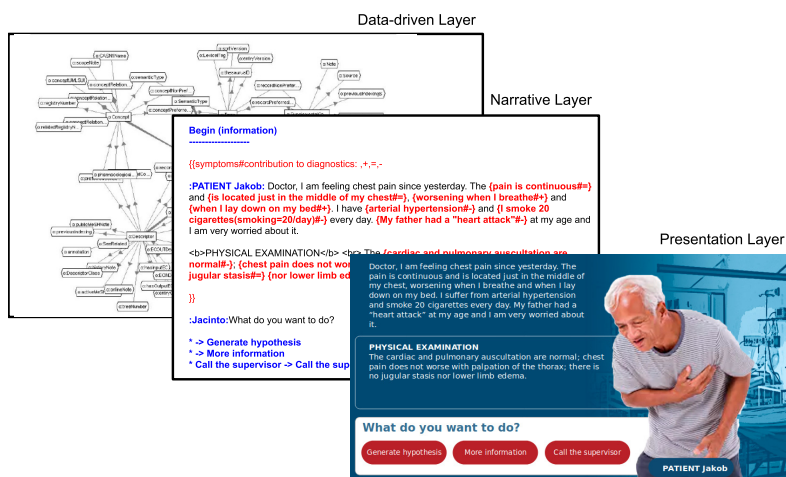 Data-driven Layer
Narrative Layer
Presentation Layer
Concept
Descriptor
Begin (information)
-------------------
{{symptoms#contribution to diagnostics: ,+,=,-
:PATIENT Jakob: Doctor, I am feeling chest pain since yesterday. The {pain is continuous#=}
and {is located just in the middle of my chest#=}, {worsening when I breathe#+} and
{when I lay down on my bed#+}. I have {arterial hypertension#-} and {I smoke 20
cigarettes(smoking=20/day)#-} every day. {My father had a "heart attack"#-} at my age and
I am very worried about it.
<b>PHYSICAL EXAMINATION</b> <br> The {cardiac and pulmonary auscultation are
normal#-}; {chest pain does not wor
jugular stasis#=} {nor lower limb ed
}}
:Jacinto:What do you want to do?
* -> Generate hypothesis
* -> More information
* Call the supervisor -> Call the sup
Doctor, I am feeling chest pain since yesterday. The
pain is continuous and is located just in the middle of
my chest, worsening when I breathe and when I lay
down on my bed. I suffer from arterial hypertension
and smoke 20 cigarettes every day. My father had a
"heart attack" at my age and I am very worried about
it.
PHYSICAL EXAMINATION
The cardiac and pulmonary auscultation are normal; chest
pain does not worse with palpation of the thorax; there is
no jugular stasis nor lower limb edema.
What do you want to do?
Generate hypothesis
More information
Call the supervisor
PATIENT Jakob